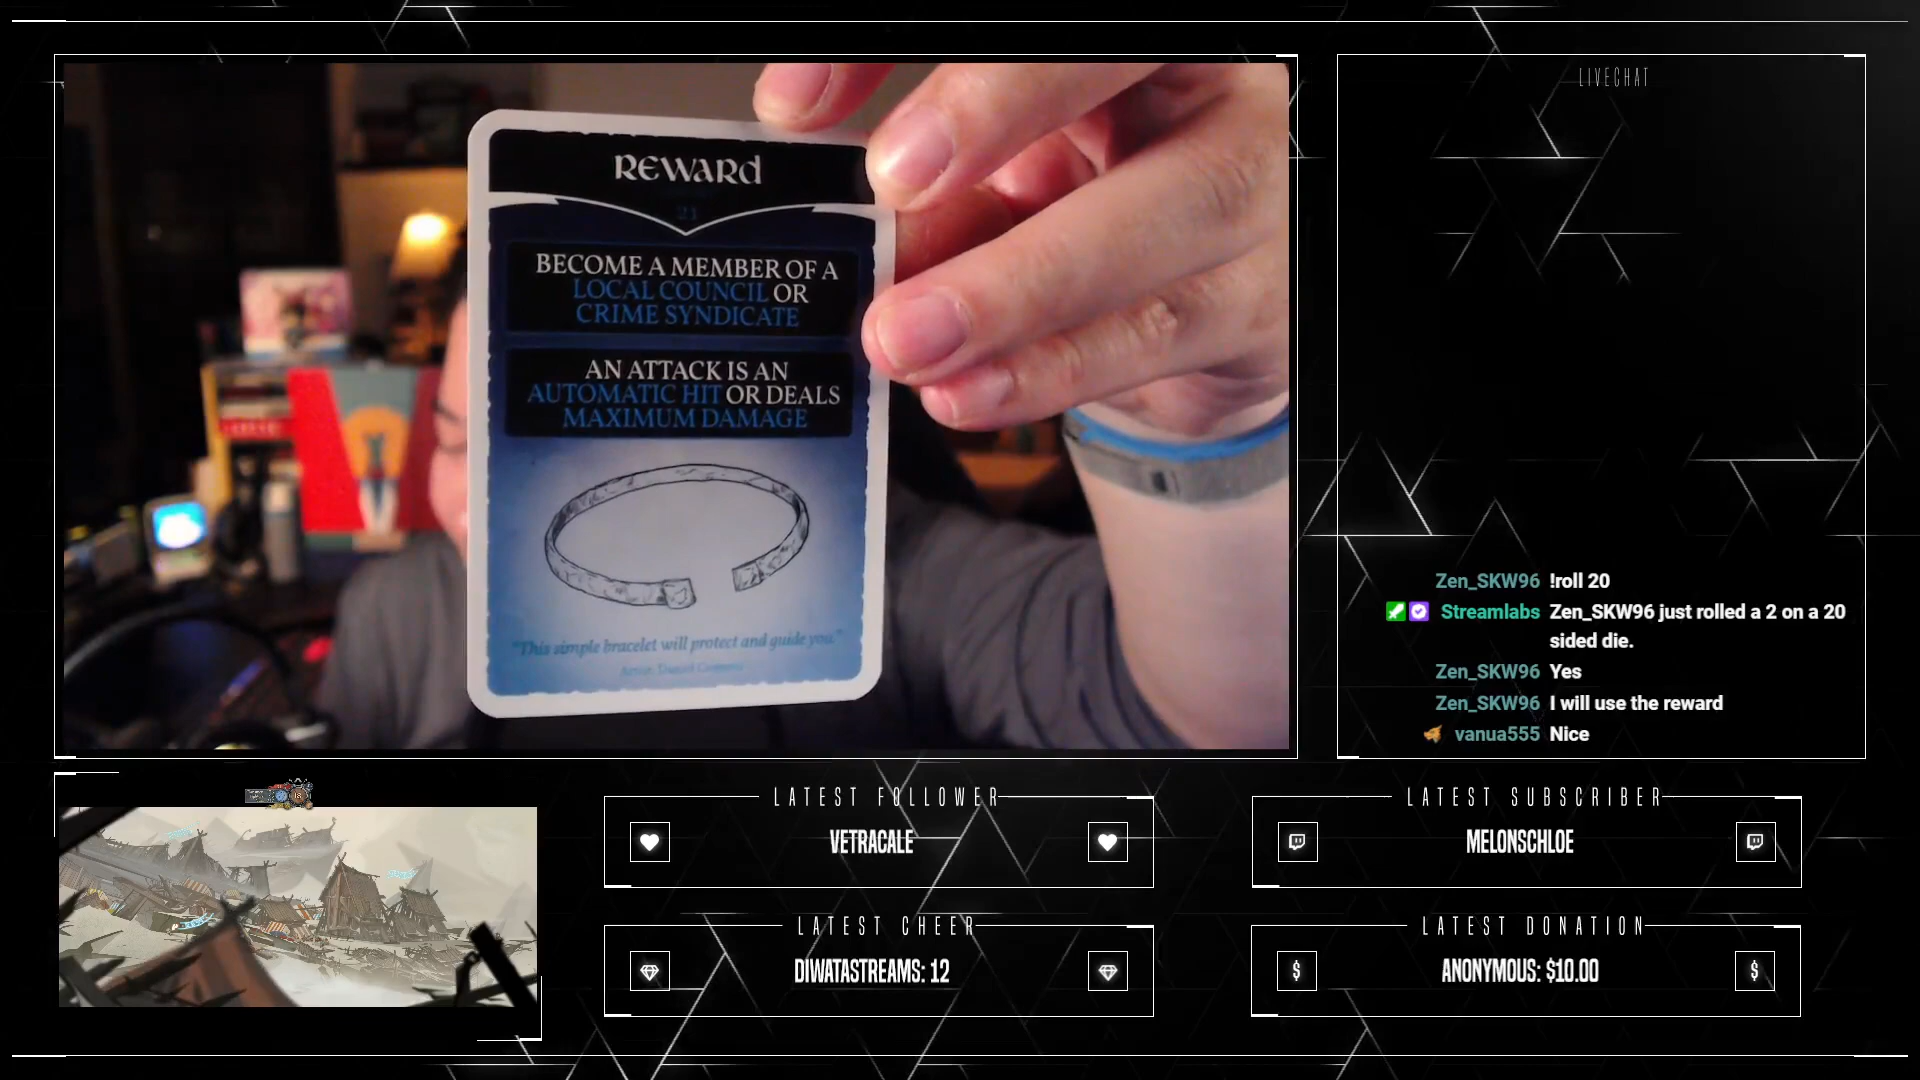 REWARD
21
BECOME A MEMBER OF A
LOCAL COUNCIL OR
CRIME SYNDICATE
AN ATTACK IS AN
AUTOMATIC HIT OR DEALS
MAXIMUM DAMAGE
"This simple bracelet will protect and guide you."
LIVECHAT
Zen_SKW96 !roll 20
Streamlabs Zen_SKW96 just rolled a 2 on a 20
sided die.
Zen_SKW96 Yes
Zen_SKW96 I will use the reward
vanua555 Nice
LATEST FOLLOWER
VETRACALE
LATEST SUBSCRIBER
MELONSCHLOE
LATEST CHEER
DIWATASTREAMS: 12
LATEST DONATION
ANONYMOUS: $10.00